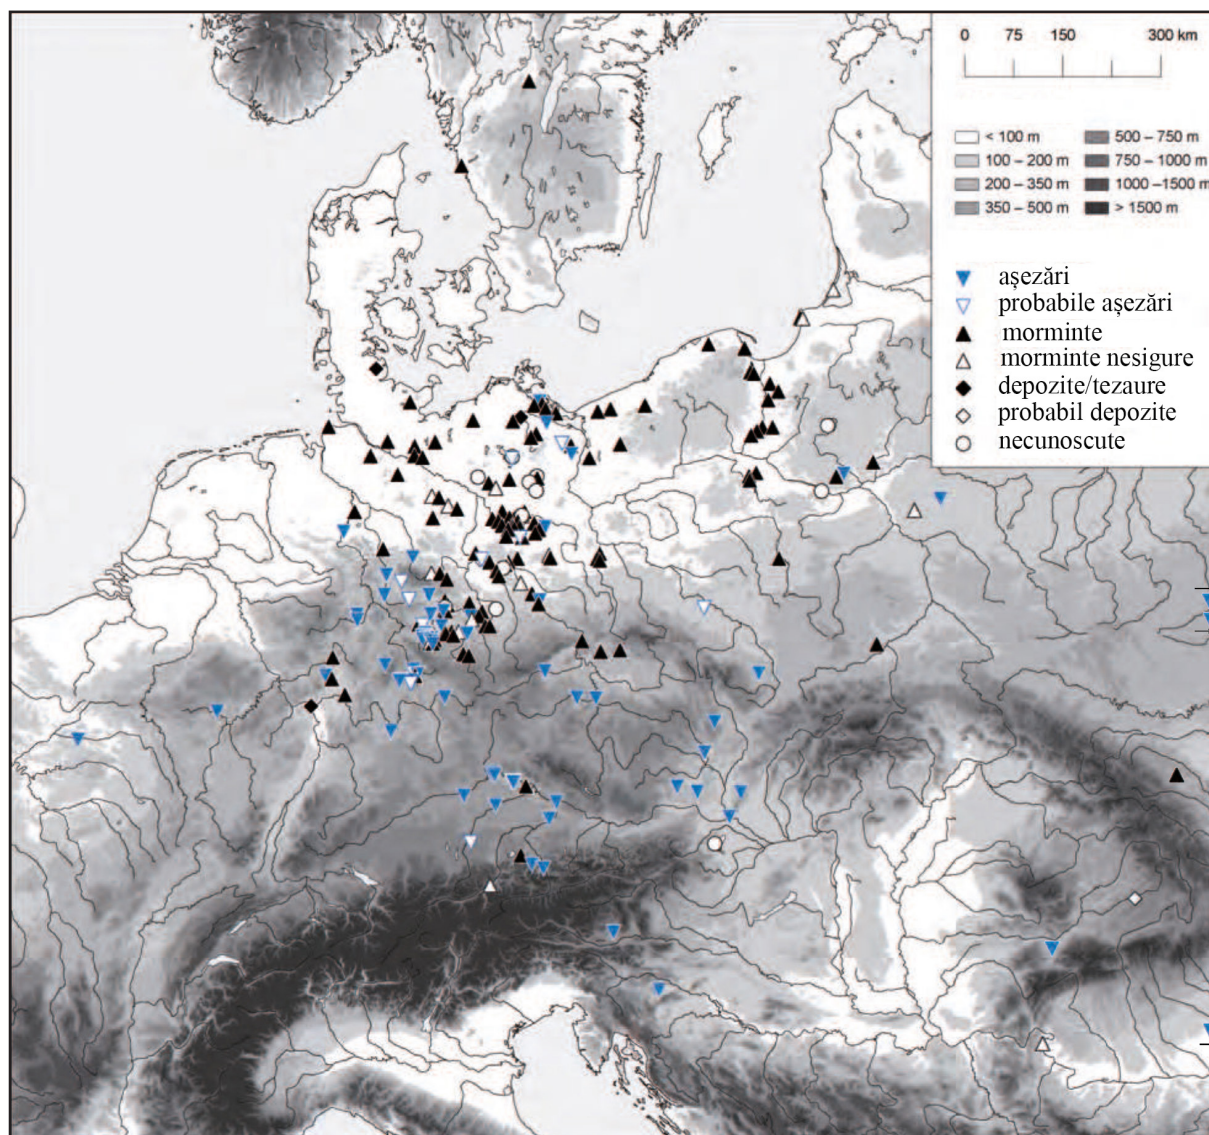 0 75 150 300 km
< 100 m 500 – 750 m
100 – 200 m 750 – 1000 m
200 – 350 m 1000 –1500 m
350 – 500 m > 1500 m
așezări
probabile așezări
morminte
morminte nesigure
depozite/tezaure
probabil depozite
necunoscute